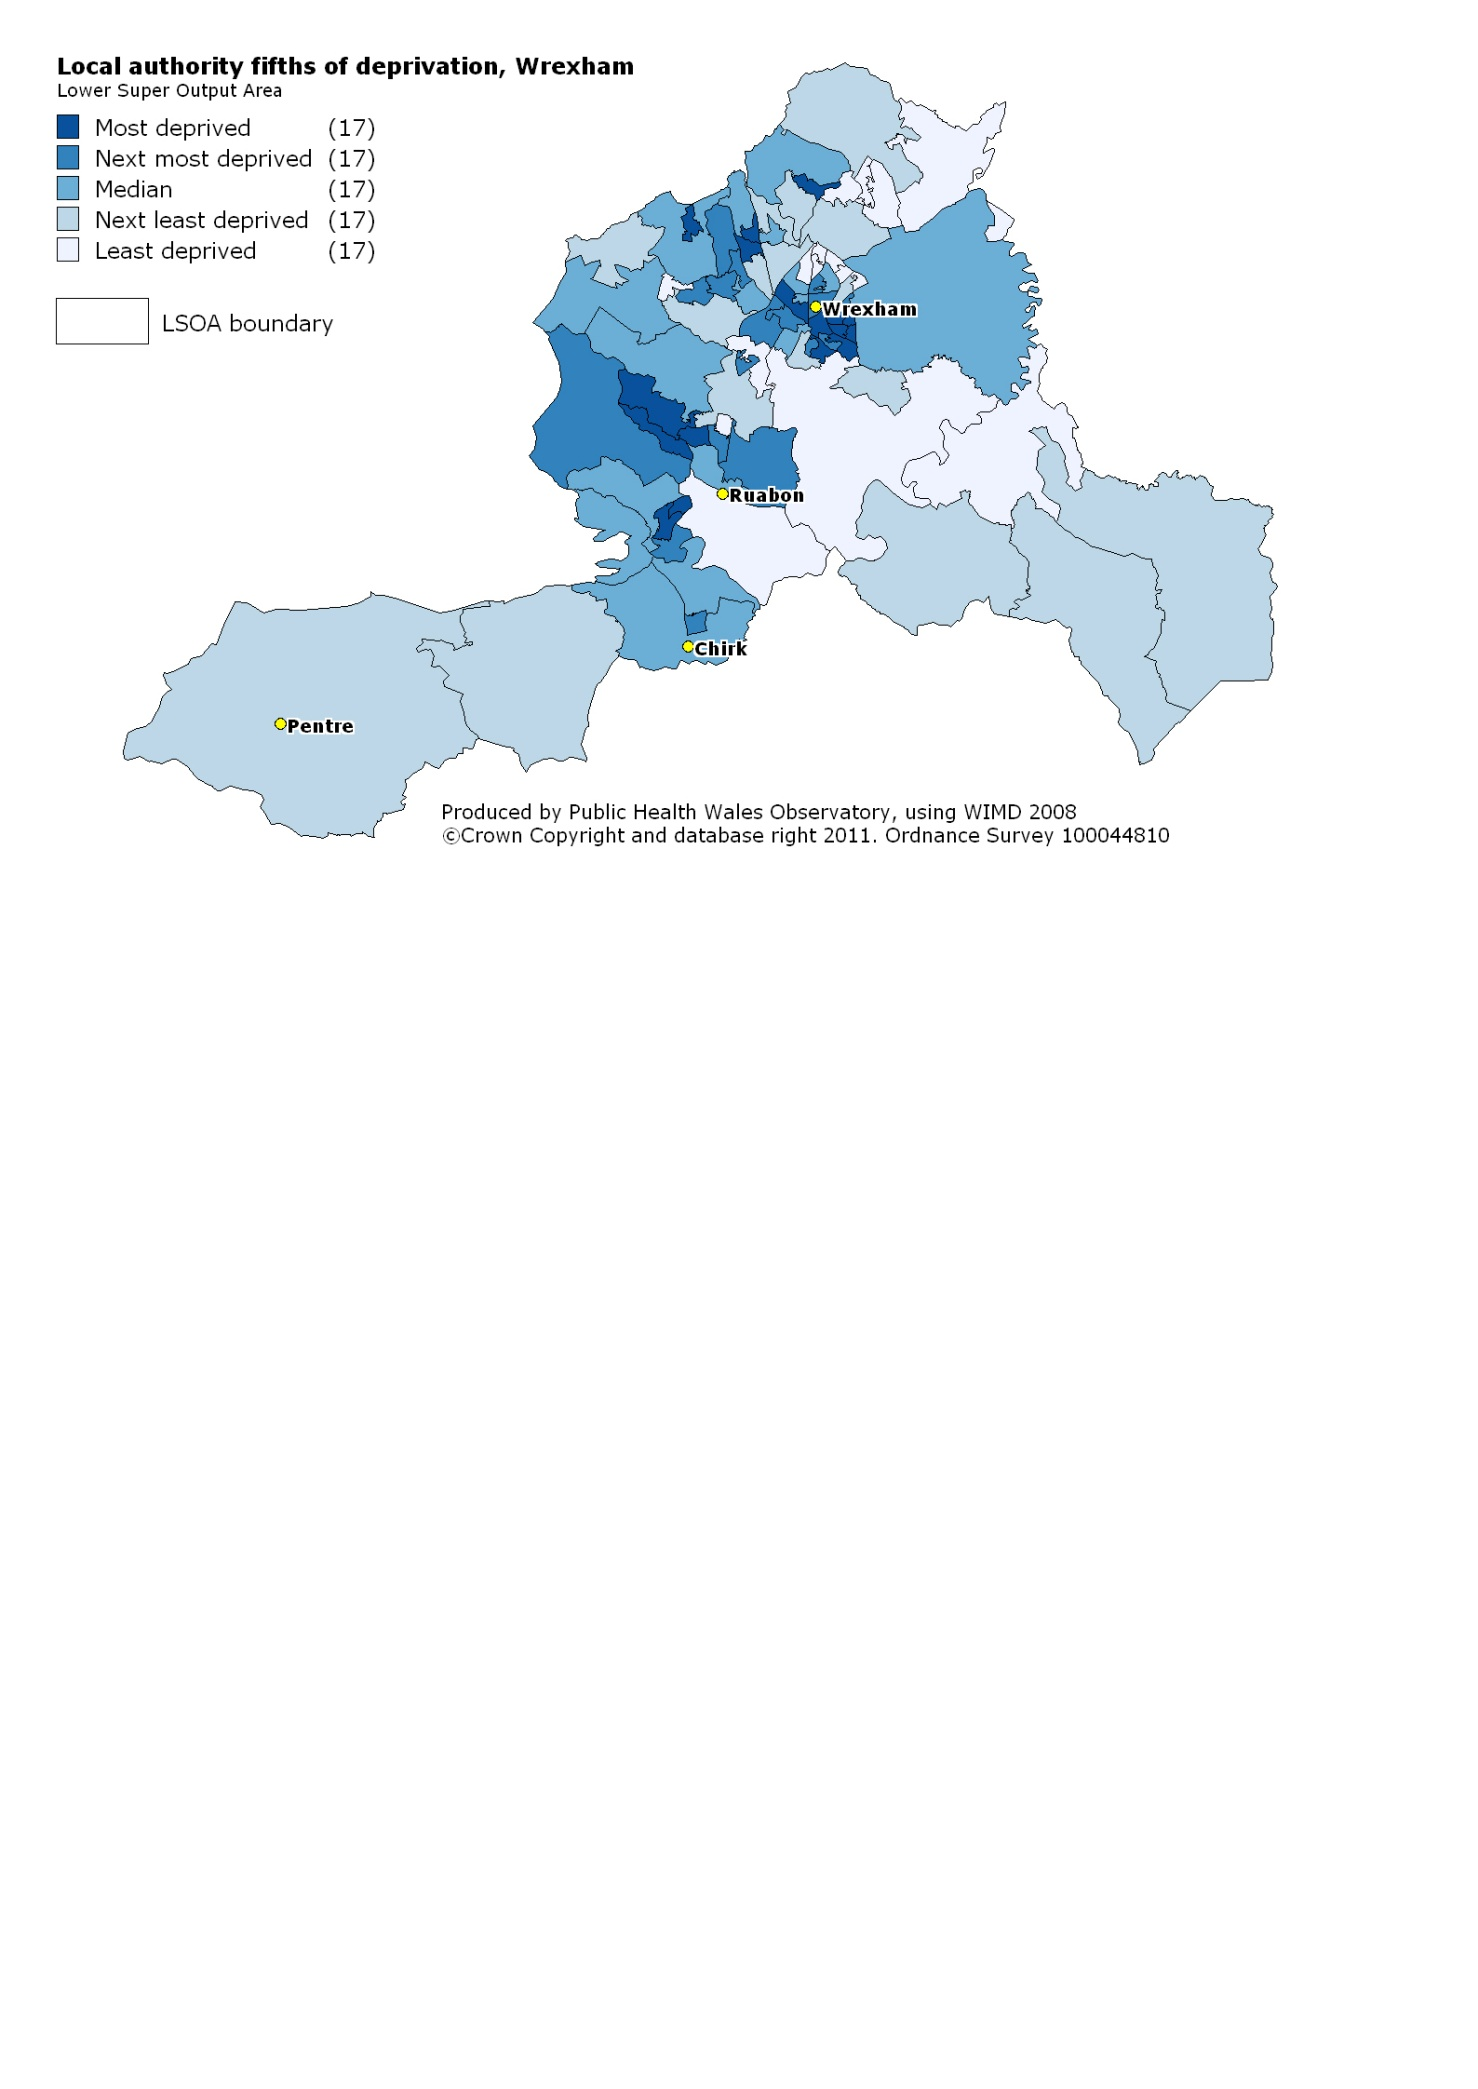 Local authority fifths of deprivation, Wrexham
Lower Super Output Area
Most deprived (17)
Next most deprived (17)
Median (17)
Next least deprived (17)
Least deprived (17)
LSOA boundary
Wrexham
Ruabon
Chirk
Pentre
Produced by Public Health Wales Observatory, using WIMD 2008
©Crown Copyright and database right 2011. Ordnance Survey 100044810